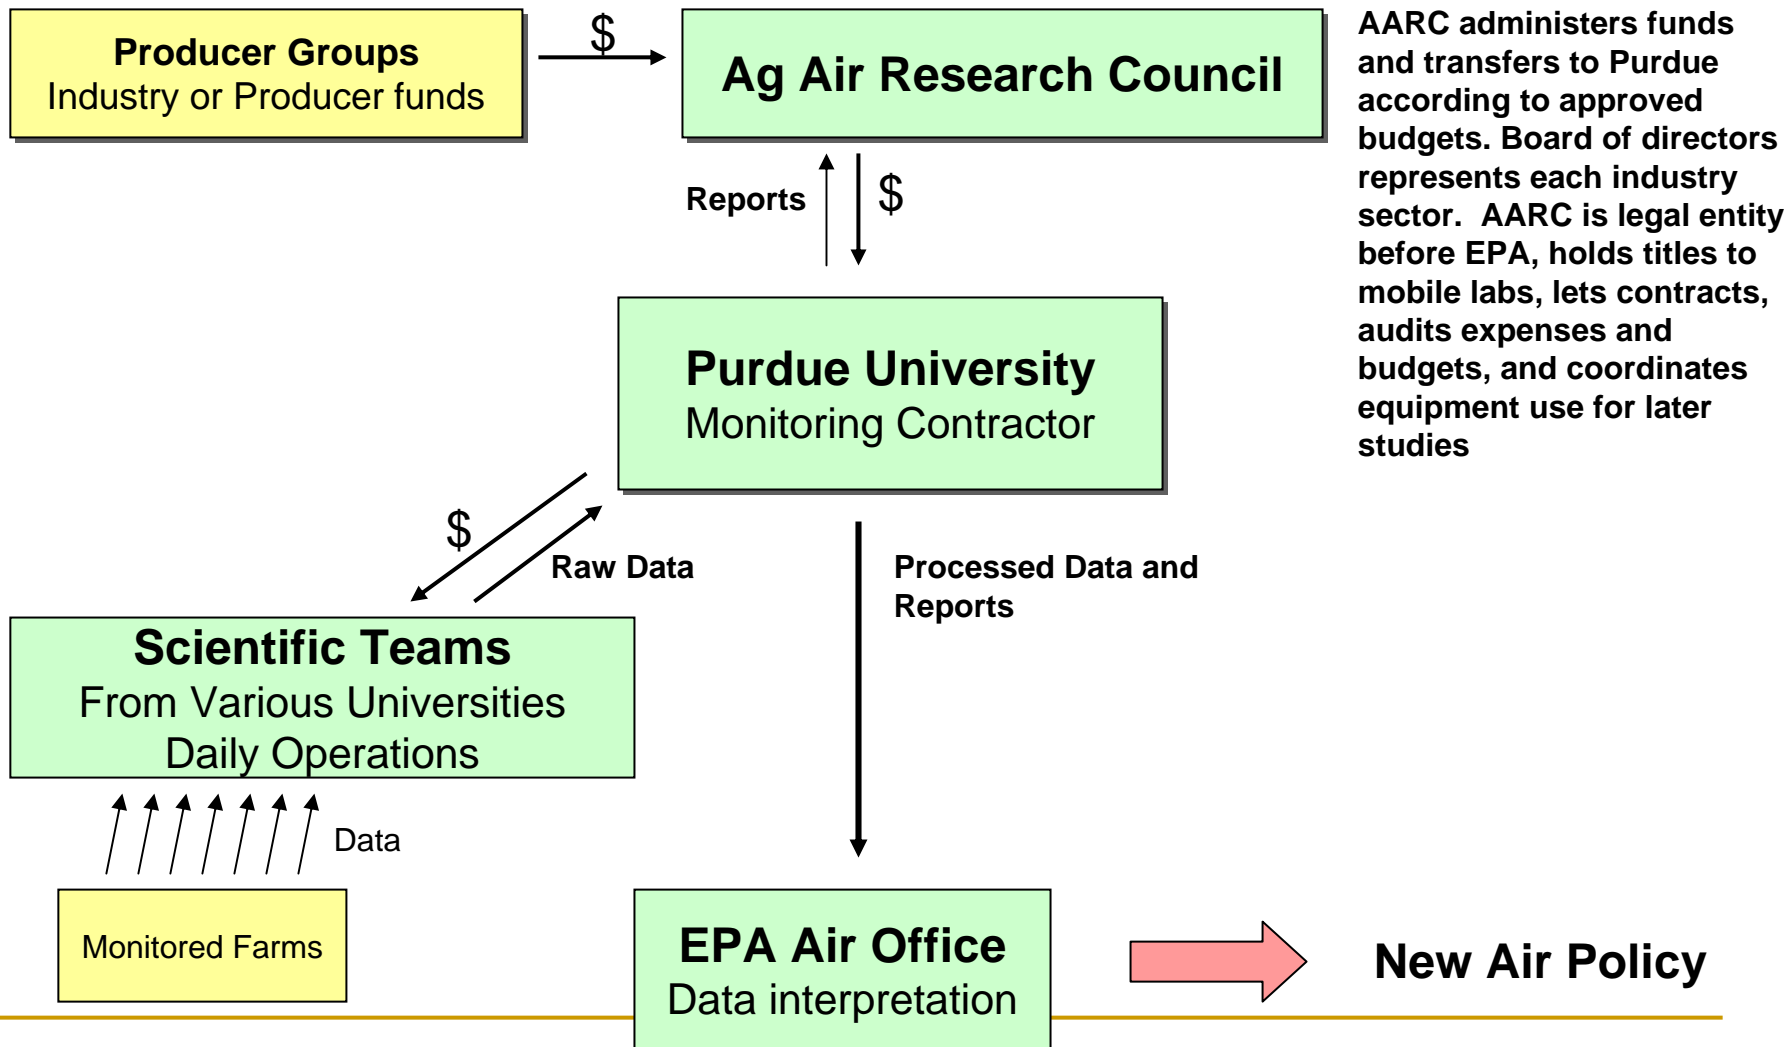 Producer Groups
Industry or Producer funds
$
Ag Air Research Council
AARC administers funds
and transfers to Purdue
according to approved
budgets. Board of directors
represents each industry
sector.  AARC is legal entity
before EPA, holds titles to
mobile labs, lets contracts,
audits expenses and
budgets, and coordinates
equipment use for later
studies
Reports
$
Purdue University
Monitoring Contractor
$
Raw Data
Processed Data and
Reports
Scientific Teams
From Various Universities
Daily Operations
Data
Monitored Farms
EPA Air Office
Data interpretation
New Air Policy